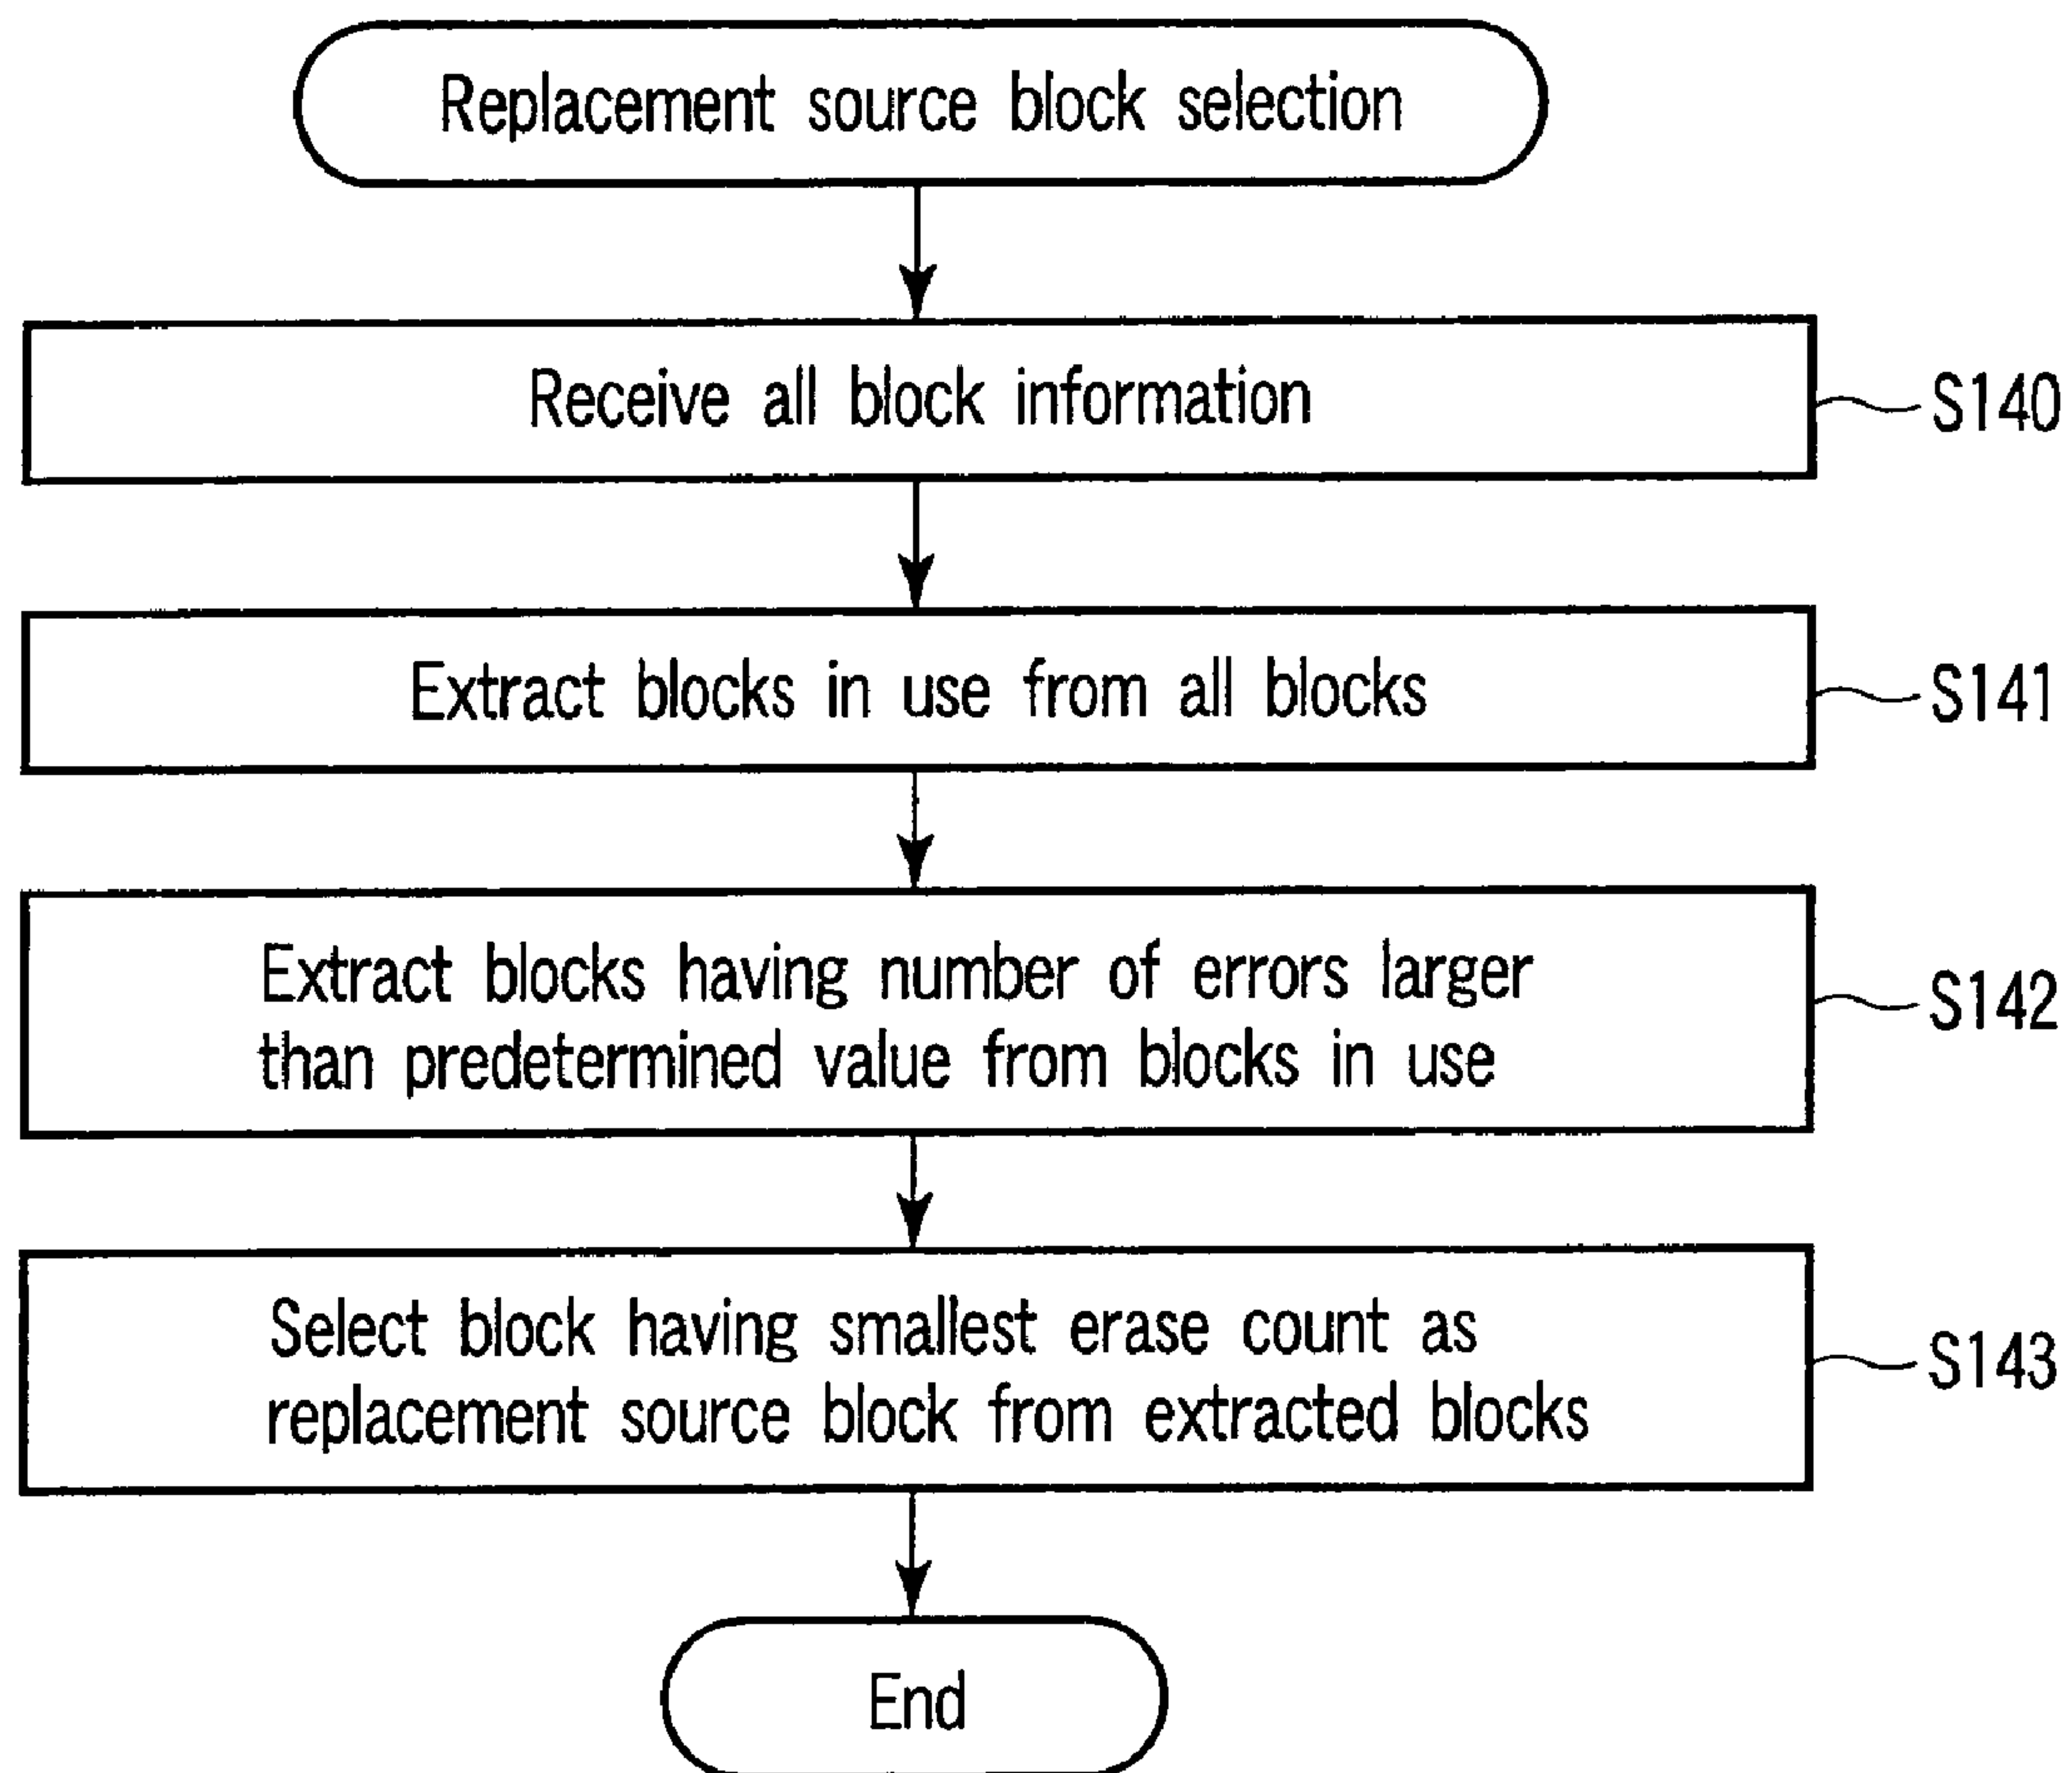 Replacement source block selection
Receive all block information
S140
Extract blocks in use from all blocks
S141
Extract blocks having number of errors larger
than predetermined value from blocks in use
S142
Select block having smallest erase count as
replacement source block from extracted blocks
S143
End